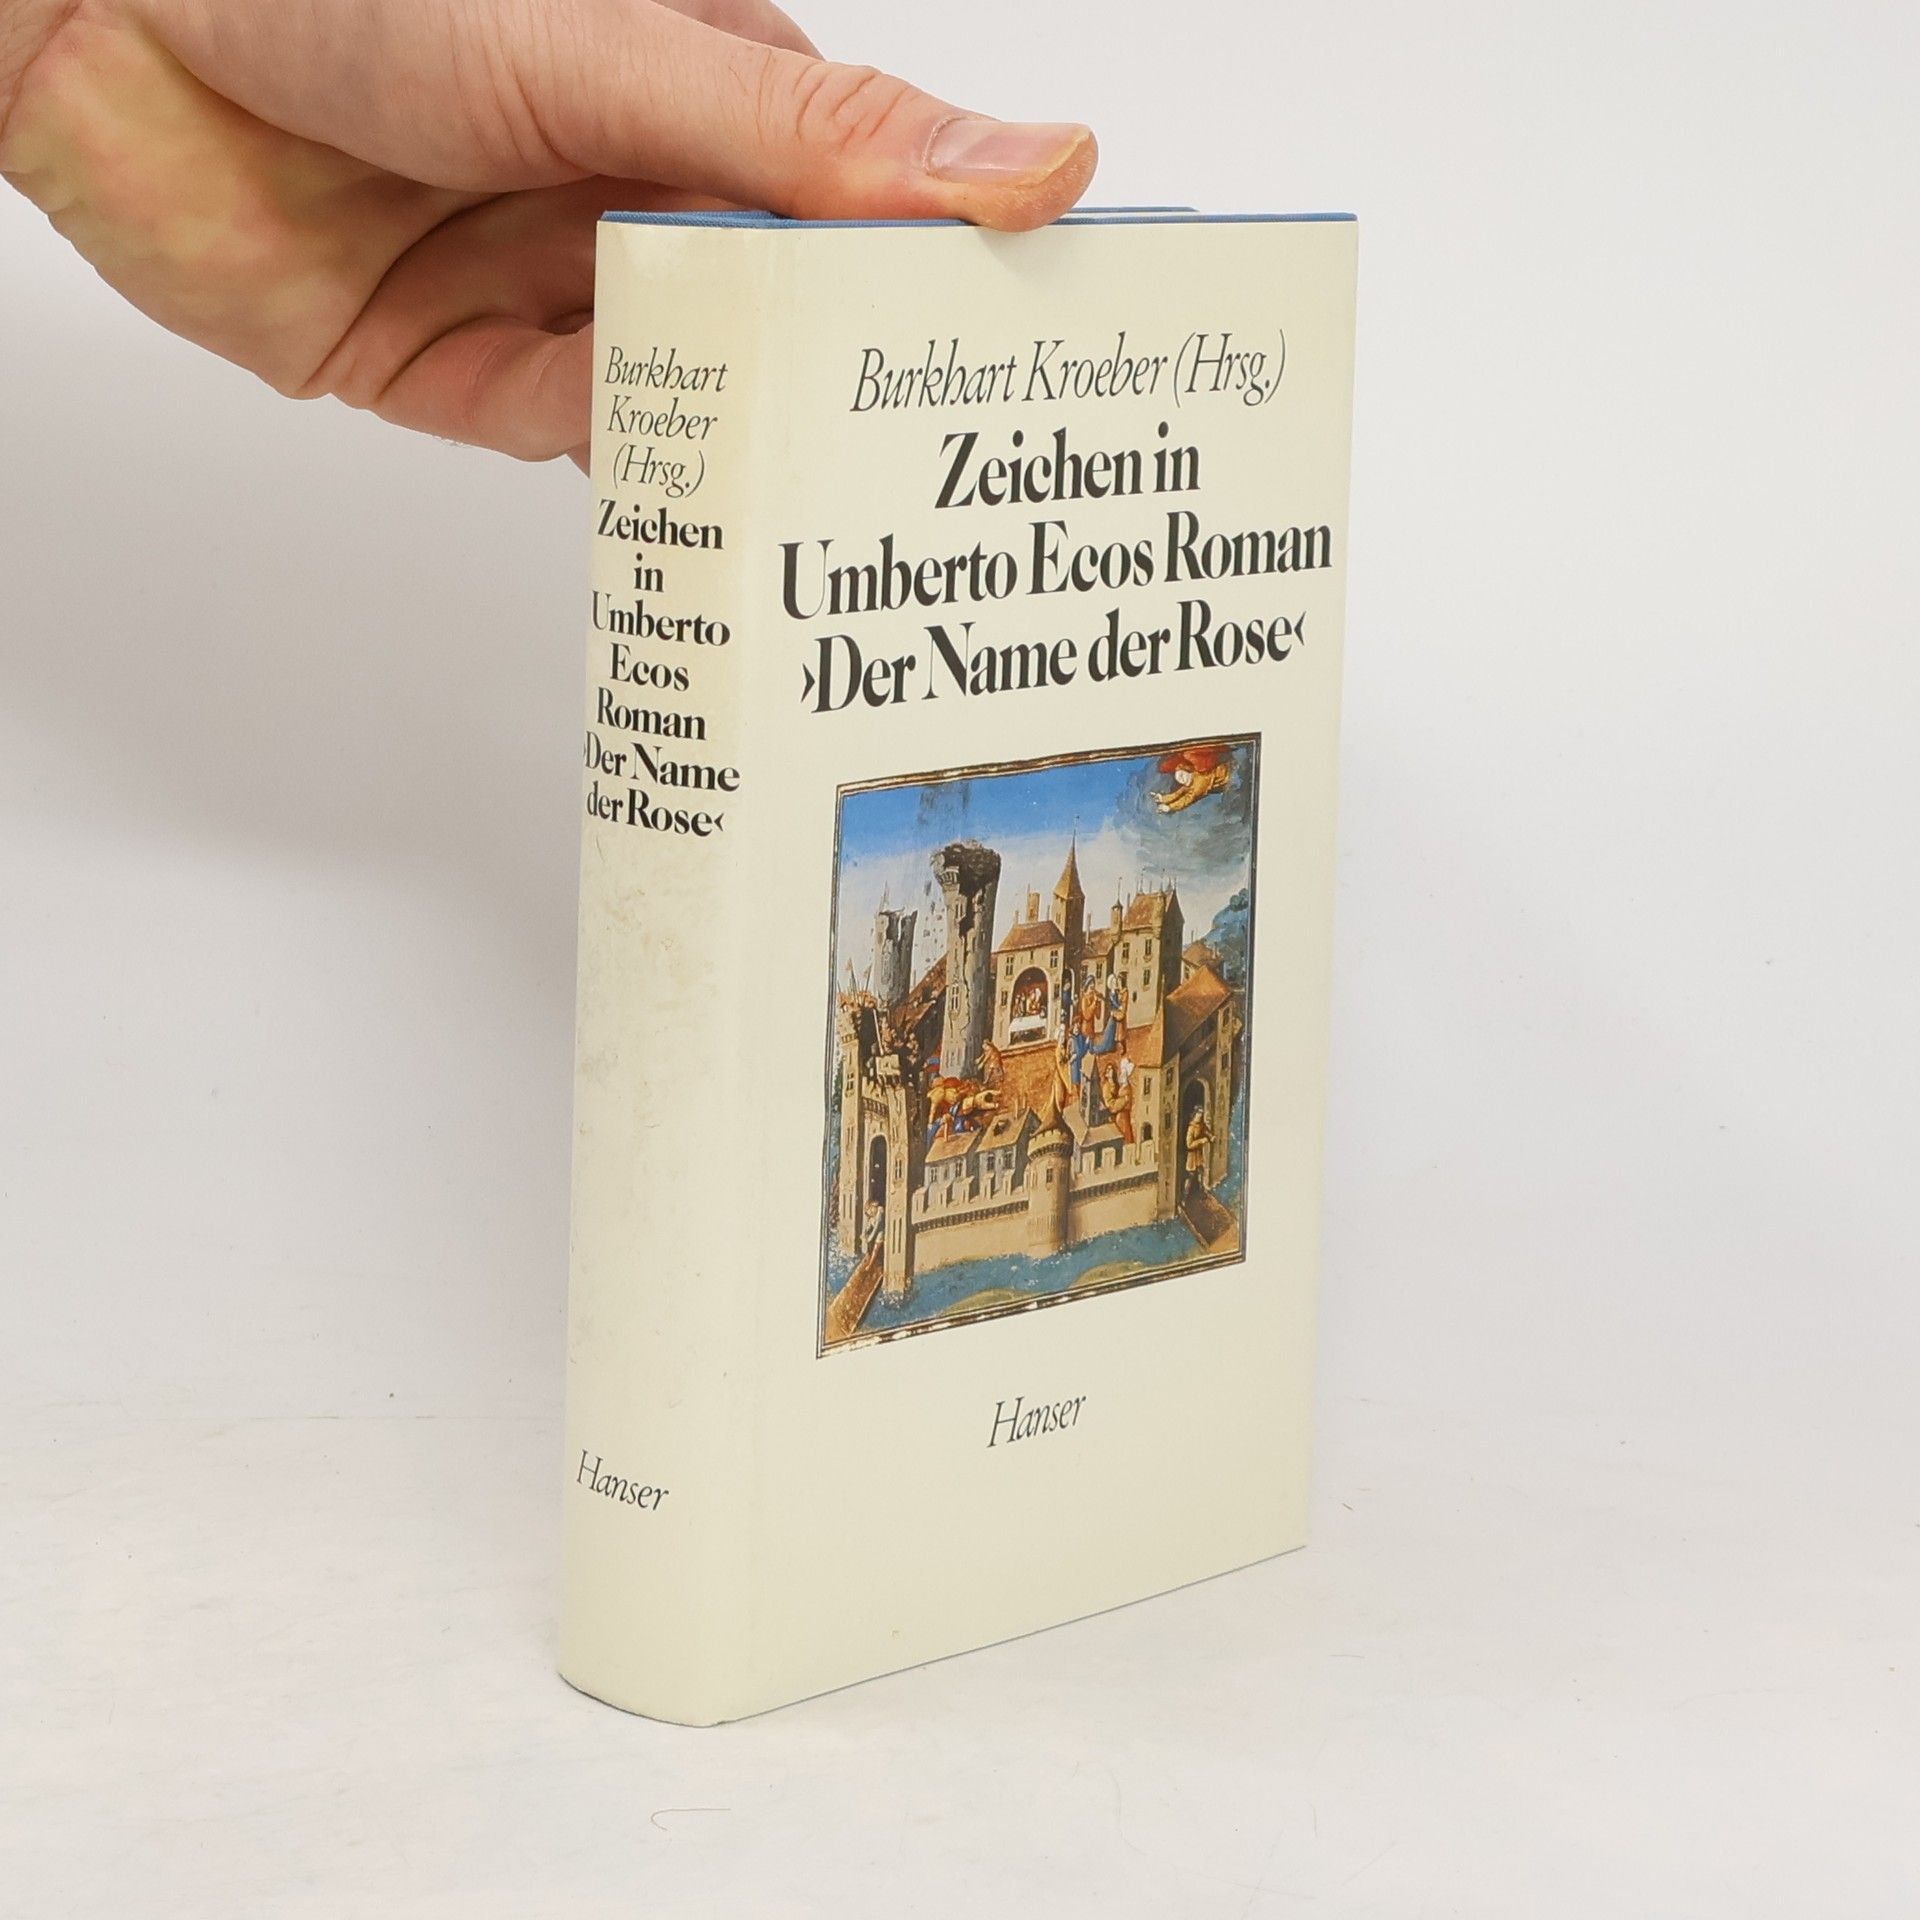 Burkhart
Kroeber
(Hrsg.)
Zeichen
in
Umberto
Ecos
Roman
›Der Name
der Rose‹
Hanser
Burkhart Kroeber (Hrsg.)
Zeichen in
Umberto Ecos Roman
›Der Name der Rose‹
Hanser